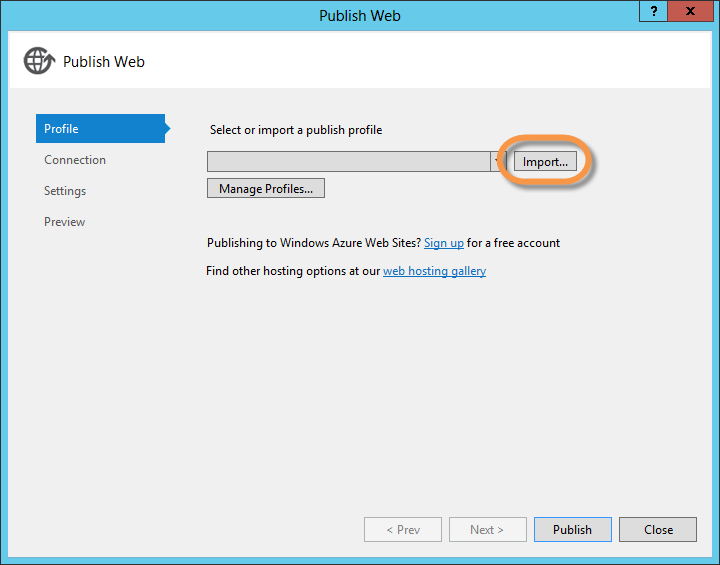 Publish Web
?
x
Publish Web
Profile
Select or import a publish profile
Connection
Import...
Settings
Manage Profiles...
Preview
Publishing to Windows Azure Web Sites? Sign up for a free account
Find other hosting options at our web hosting gallery
< Prev
Next >
Publish
Close